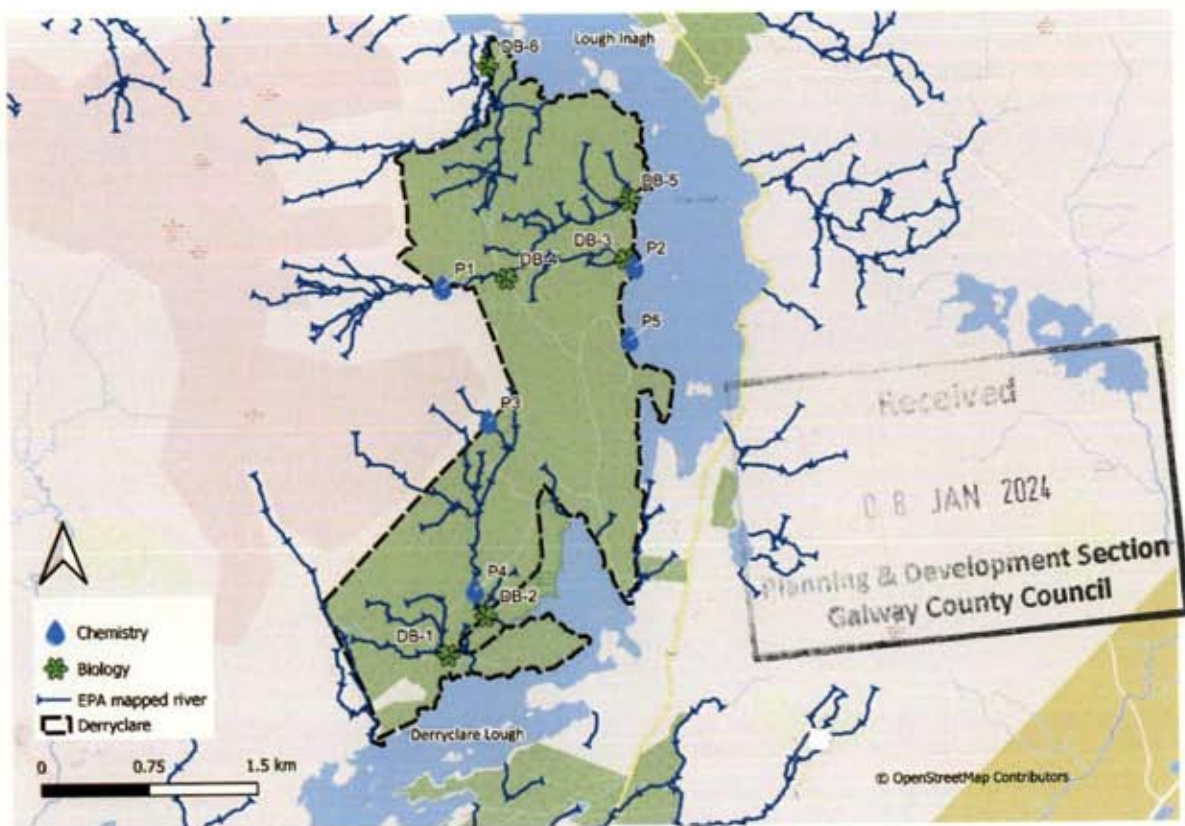 DB-6
Lough Inagh
DB-5
DB-3
P2
DB-4
P1
P5
P3
P4
DB-2
DB-1
Derryclare Lough
Received
08 JAN 2024
Planning & Development Section
Galway County Council
Chemistry
Biology
EPA mapped river
Derryclare
0 0.75 1.5 km
© OpenStreetMap Contributors